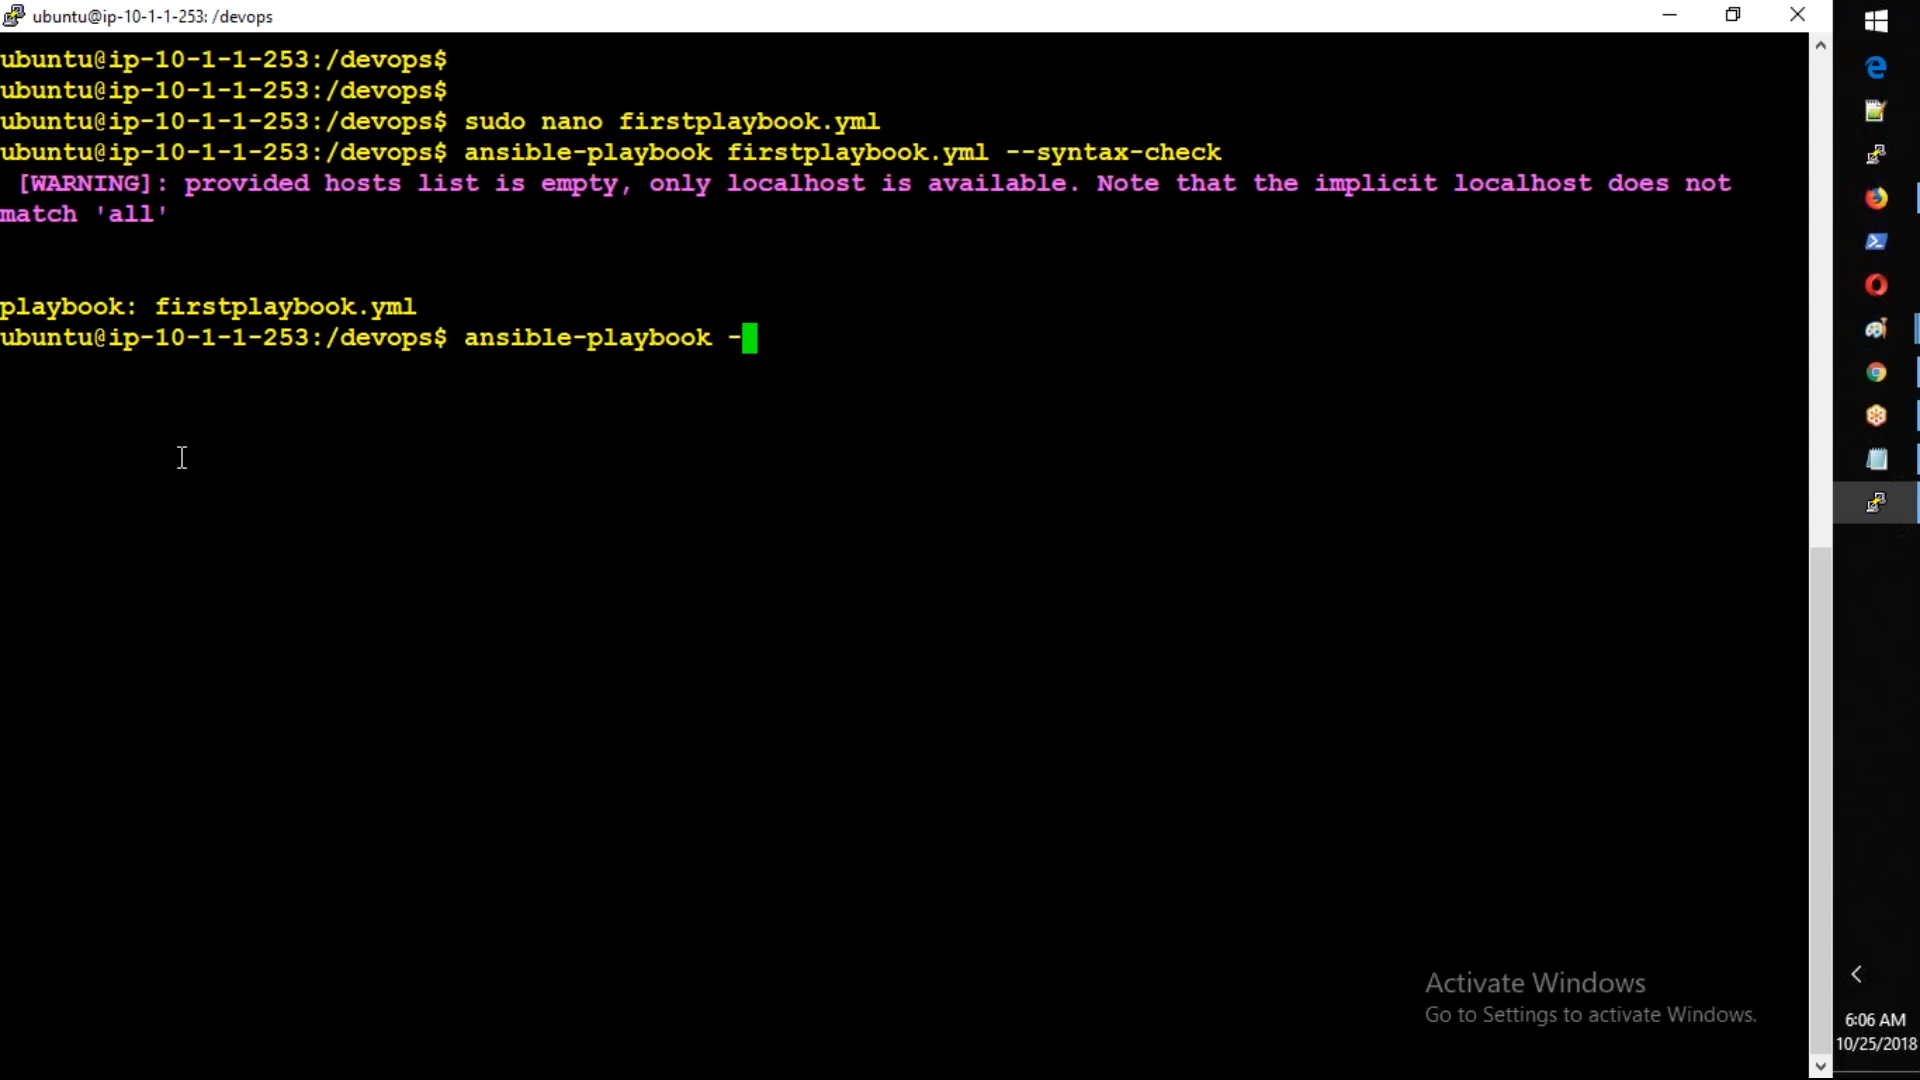 ubuntu@ip-10-1-1-253: /devops
ubuntu@ip-10-1-1-253:/devops$
ubuntu@ip-10-1-1-253:/devops$
ubuntu@ip-10-1-1-253:/devops$ sudo nano firstplaybook.yml
ubuntu@ip-10-1-1-253:/devops$ ansible-playbook firstplaybook.yml --syntax-check
[WARNING]: provided hosts list is empty, only localhost is available. Note that the implicit localhost does not
match 'all'
playbook: firstplaybook.yml
ubuntu@ip-10-1-1-253:/devops$ ansible-playbook -
Activate Windows
Go to Settings to activate Windows.
6:06 AM
10/25/2018